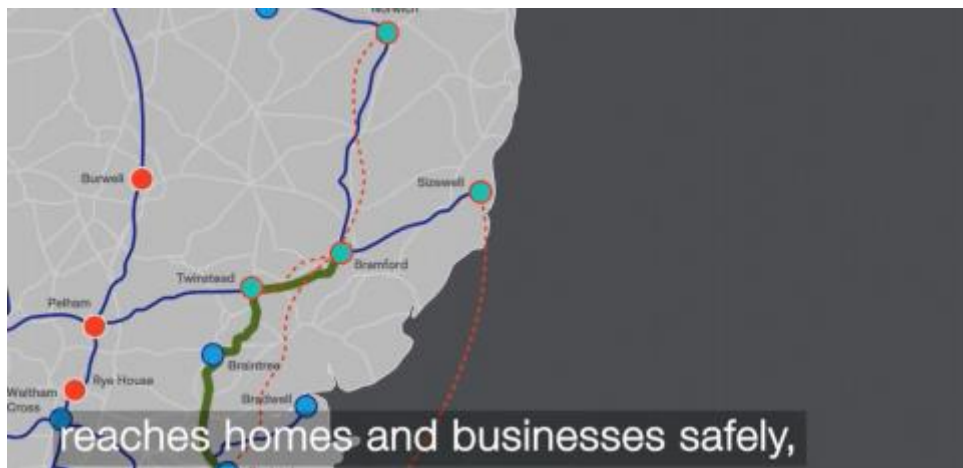 Norwich
Burwell
Sizewell
Bramford
Twinstead
Pelham
Braintree
Rye House
Waltham
Cross
Bradwell
reaches homes and businesses safely,